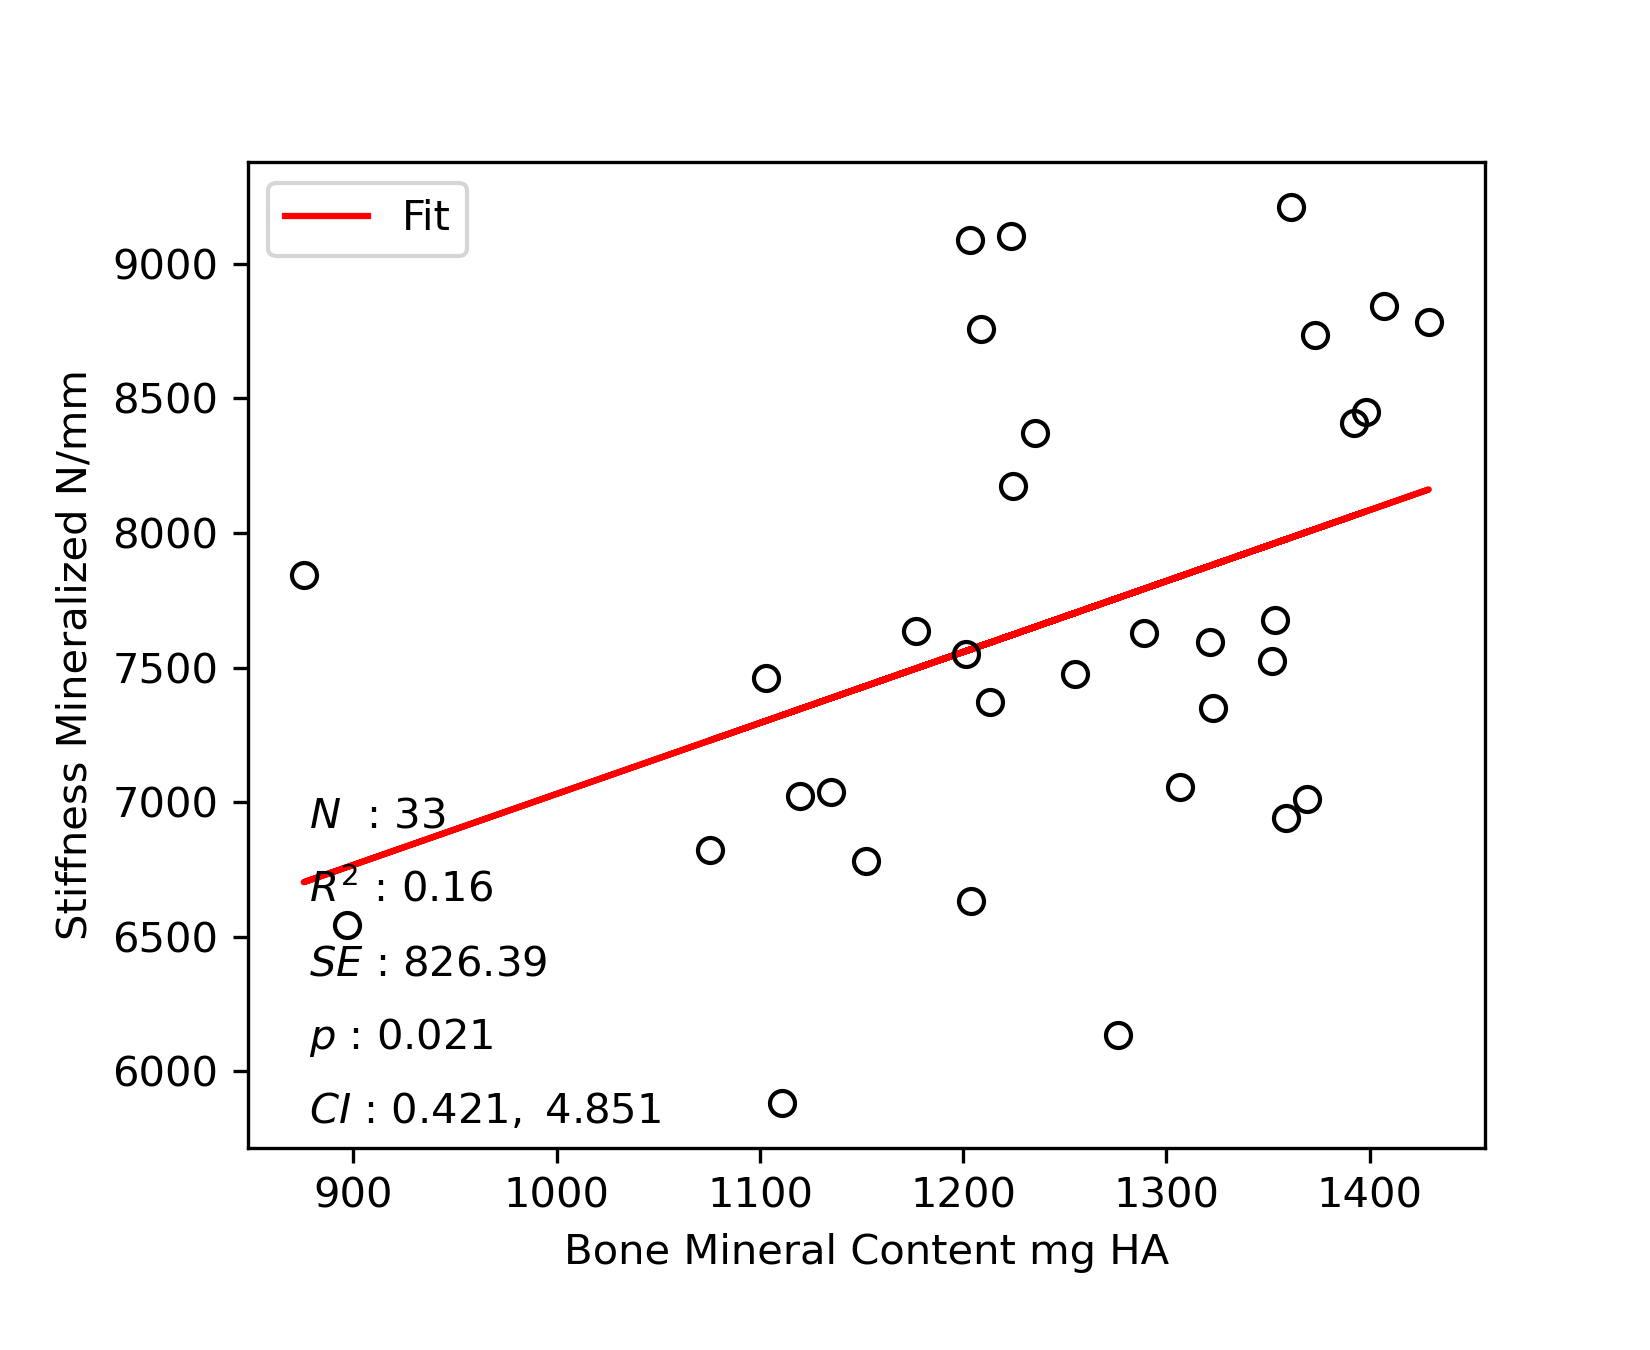 Fit
9000
8500
8000
7500
7000
6500
6000
Stiffness Mineralized N/mm
N : 33
R² : 0.16
SE : 826.39
p : 0.021
CI : 0.421, 4.851
900 1000 1100 1200 1300 1400
Bone Mineral Content mg HA